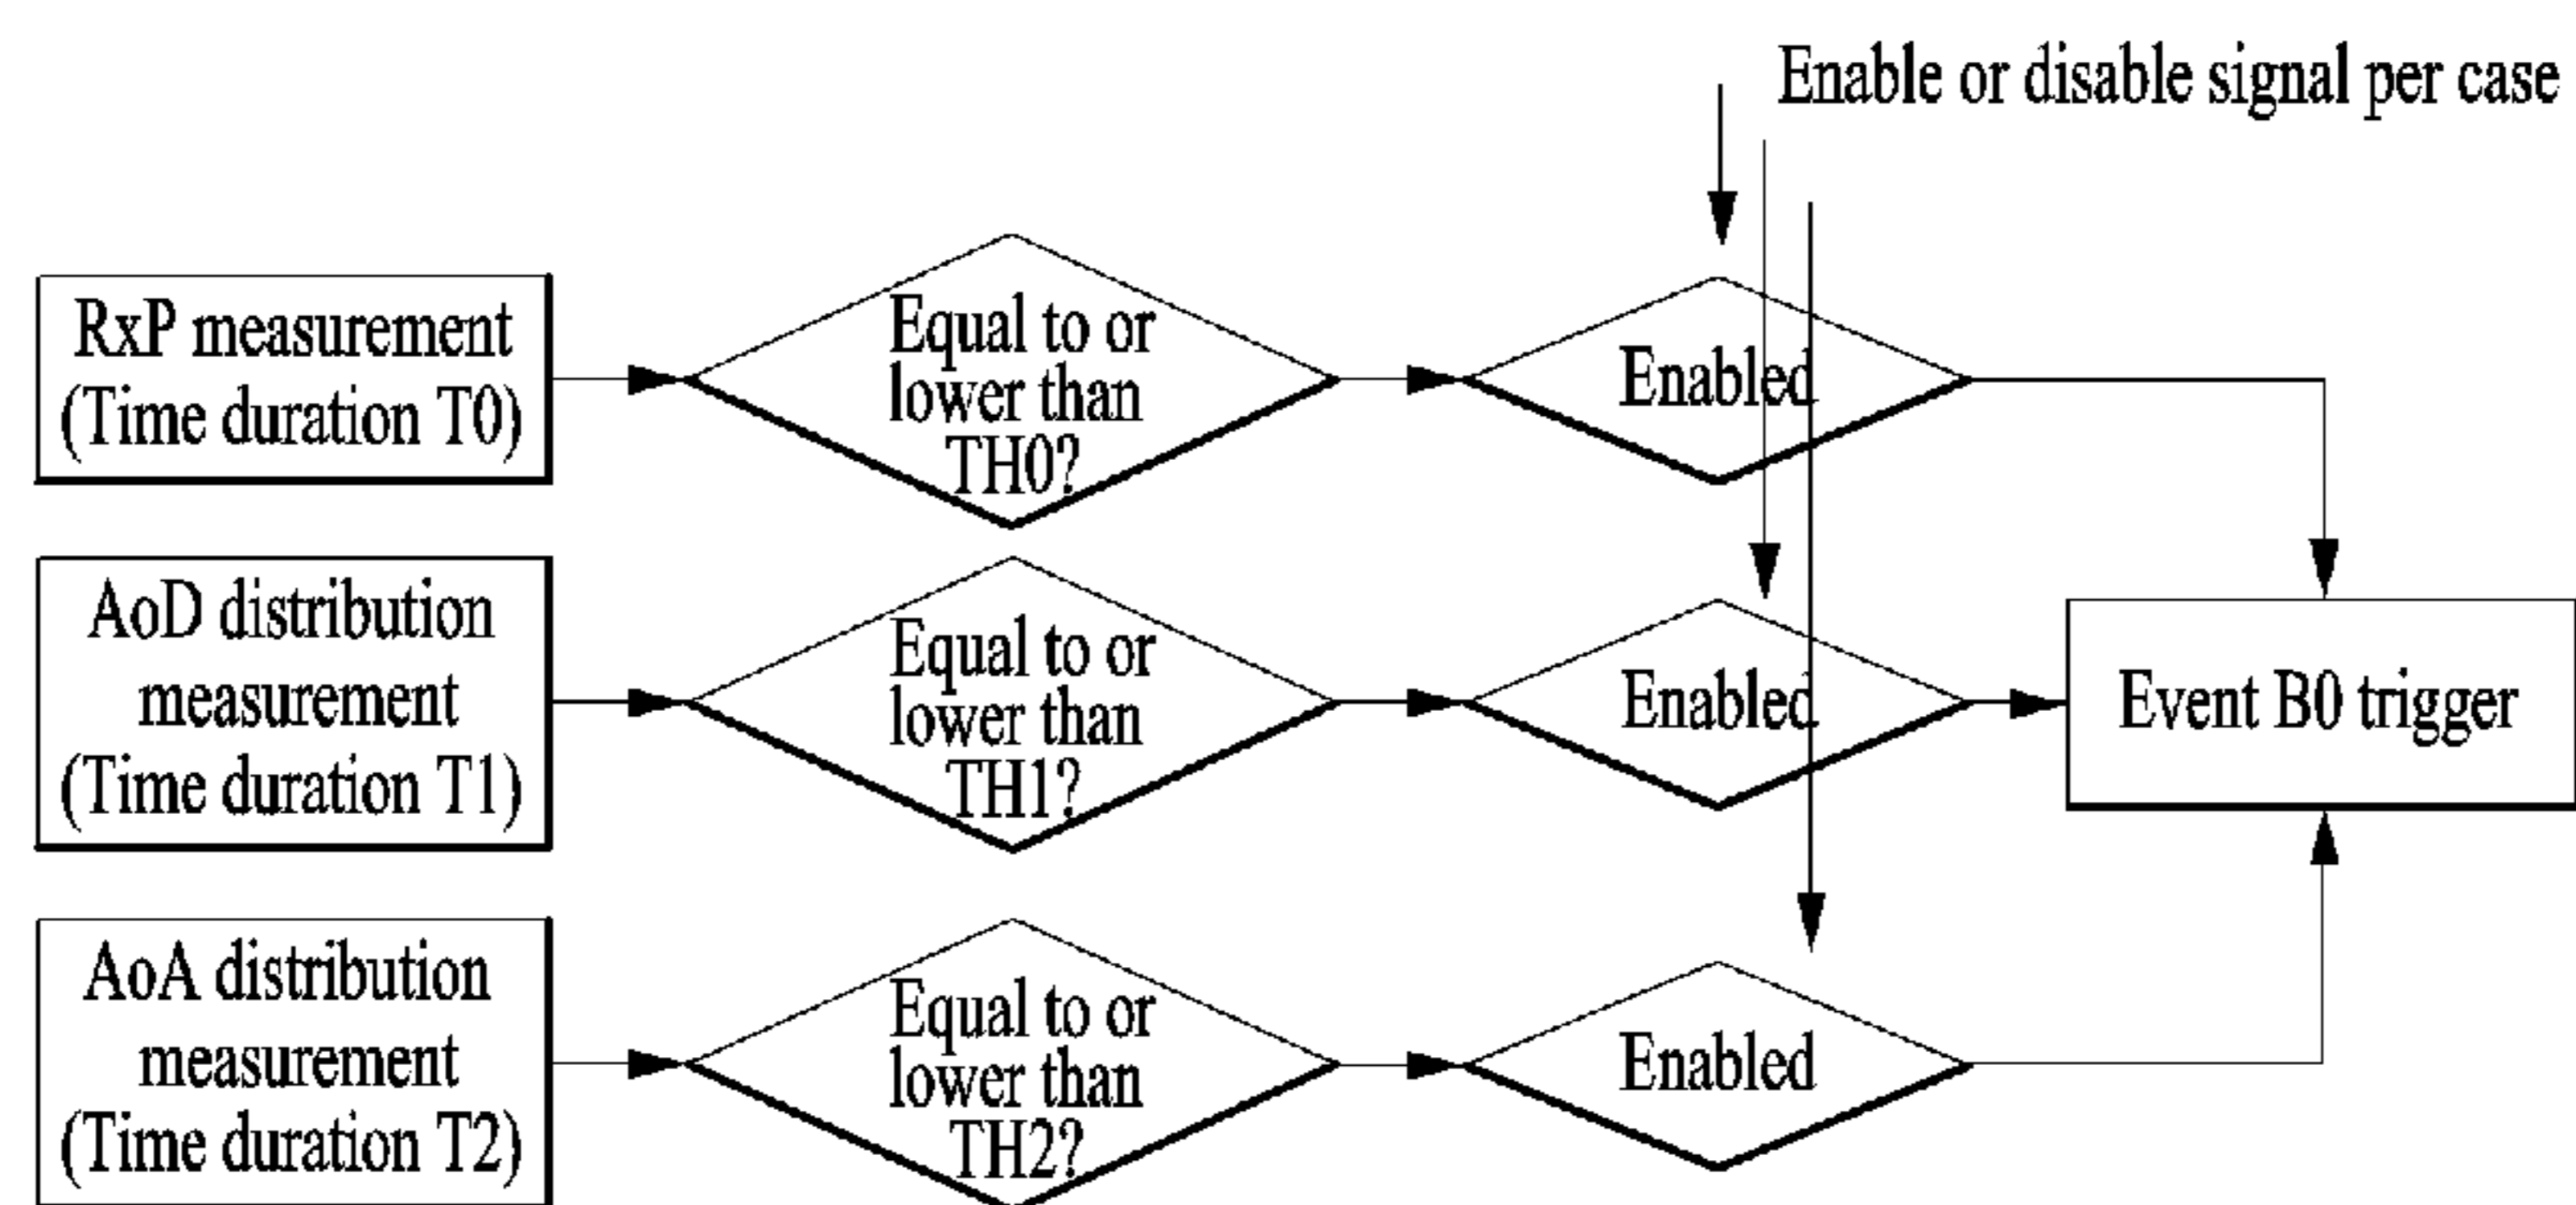 Enable or disable signal per case
RxP measurement
(Time duration T0)
Equal to or
lower than
TH0?
Enabled
AoD distribution
measurement
(Time duration T1)
Equal to or
lower than
TH1?
Enabled
Event B0 trigger
AoA distribution
measurement
(Time duration T2)
Equal to or
lower than
TH2?
Enabled